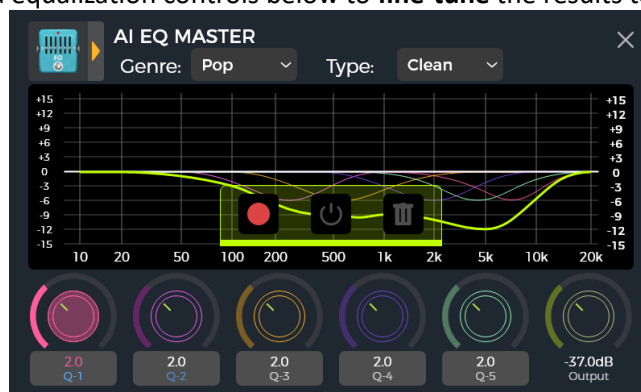 equalization controls below to fine-tune the results t
AI EQ MASTER
Genre: Pop Type: Clean
+15 +15
+12 +12
+9 +9
+6 +6
+3 +3
0 0
-3 -3
-6 -6
-9 -9
-12 -12
-15 -15
10 20 50 100 200 500 1k 2k 5k 10k 20k
2.0 2.0 2.0 2.0 2.0 -37.0dB
Q-1 Q-2 Q-3 Q-4 Q-5 Output